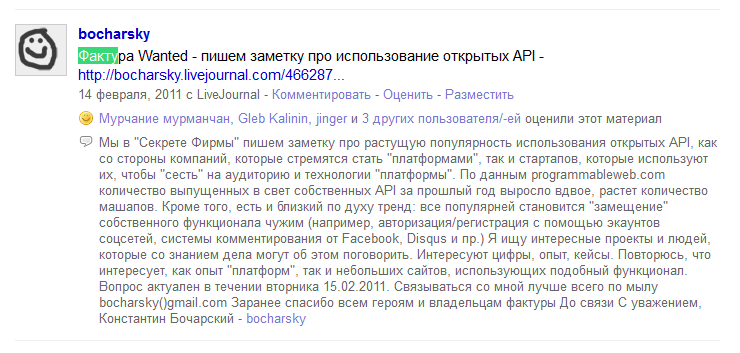 bocharsky
Фактура Wanted - пишем заметку про использование открытых API -
http://bocharsky.livejournal.com/466287...
14 февраля, 2011 с LiveJournal - Комментировать - Оценить - Разместить
Мурчание мурманчан, Gleb Kalinin, jinger и 3 других пользователя/-ей оценили этот материал
Мы в "Секрете Фирмы" пишем заметку про растущую популярность использования открытых API, как
со стороны компаний, которые стремятся стать "платформами", так и стартапов, которые используют
их, чтобы "сесть" на аудиторию и технологии "платформы". По данным programmableweb.com
количество выпущенных в свет собственных API за прошлый год выросло вдвое, растет количество
машапов. Кроме того, есть и близкий по духу тренд: все популярней становится "замещение"
собственного функционала чужим (например, авторизация/регистрация с помощью экаунтов
соцсетей, системы комментирования от Facebook, Disqus и пр.) Я ищу интересные проекты и людей,
которые со знанием дела могут об этом поговорить. Интересуют цифры, опыт, кейсы. Повторюсь, что
интересует, как опыт "платформ", так и небольших сайтов, использующих подобный функционал.
Вопрос актуален в течении вторника 15.02.2011. Связываться со мной лучше всего по мылу
bocharsky()gmail.com Заранее спасибо всем героям и владельцам фактуры До связи С уважением,
Константин Бочарский - bocharsky